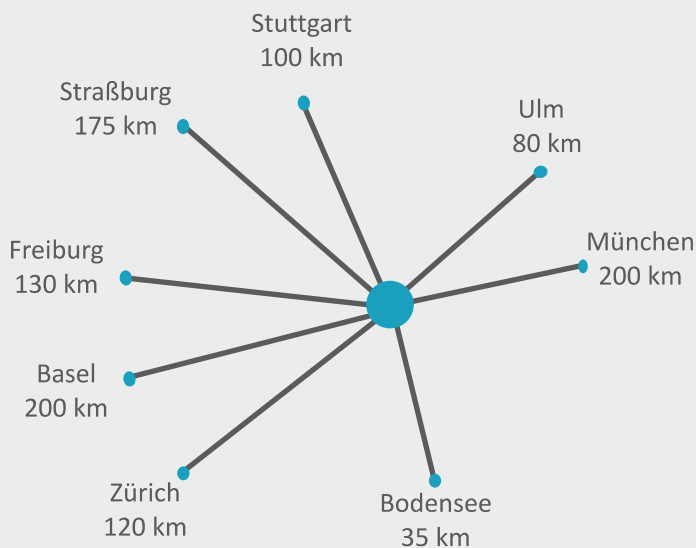 Stuttgart
100 km
Straßburg
175 km
Ulm
80 km
München
200 km
Freiburg
130 km
Basel
200 km
Zürich
120 km
Bodensee
35 km